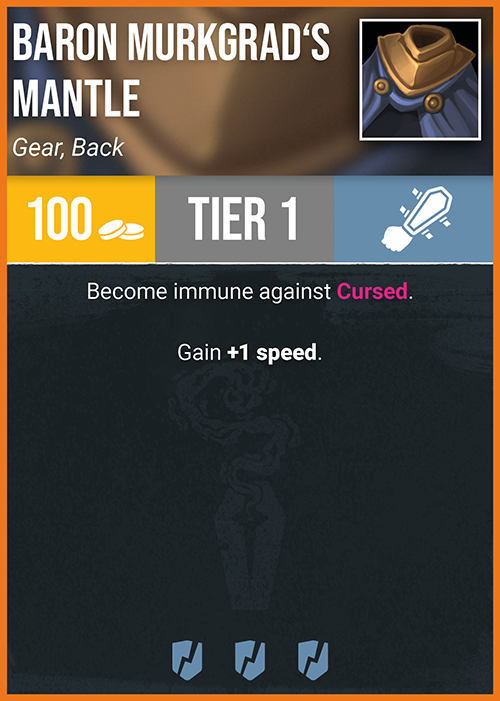 BARON MURKGRAD‘S
MANTLE
Gear, Back
100
TIER 1
Become immune against Cursed.
Gain +1 speed.